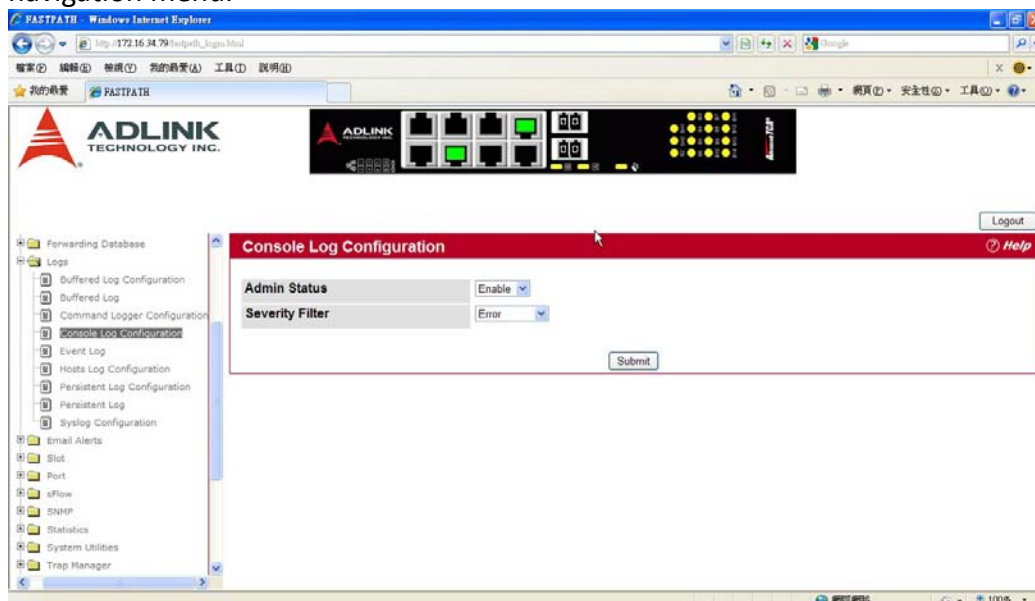 navigation menu.
FASTPATH - Windows Internet Explorer
http://172.16.34.79/fastpath_logon.html
Google
檔案(F) 編輯(E) 檢視(V) 我的最愛(A) 工具(T) 說明(H)
我的最愛 FASTPATH
網頁(P) 安全性(S) 工具(O)
ADLINK
TECHNOLOGY INC.
ADLINK
TECHNOLOGY INC.
Logout
Forwarding Database
Logs
Buffered Log Configuration
Buffered Log
Command Logger Configuration
Console Log Configuration
Event Log
Hosts Log Configuration
Persistent Log Configuration
Persistent Log
Syslog Configuration
Email Alerts
Slot
Port
sFlow
SNMP
Statistics
System Utilities
Trap Manager
Console Log Configuration
Help
Admin Status Enable
Severity Filter Error
Submit
100%